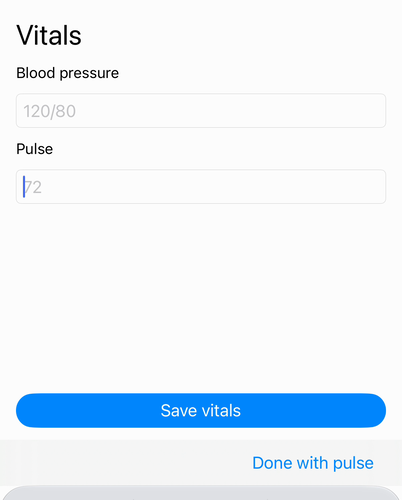 Vitals
Blood pressure
120/80
Pulse
72
Save vitals
Done with pulse